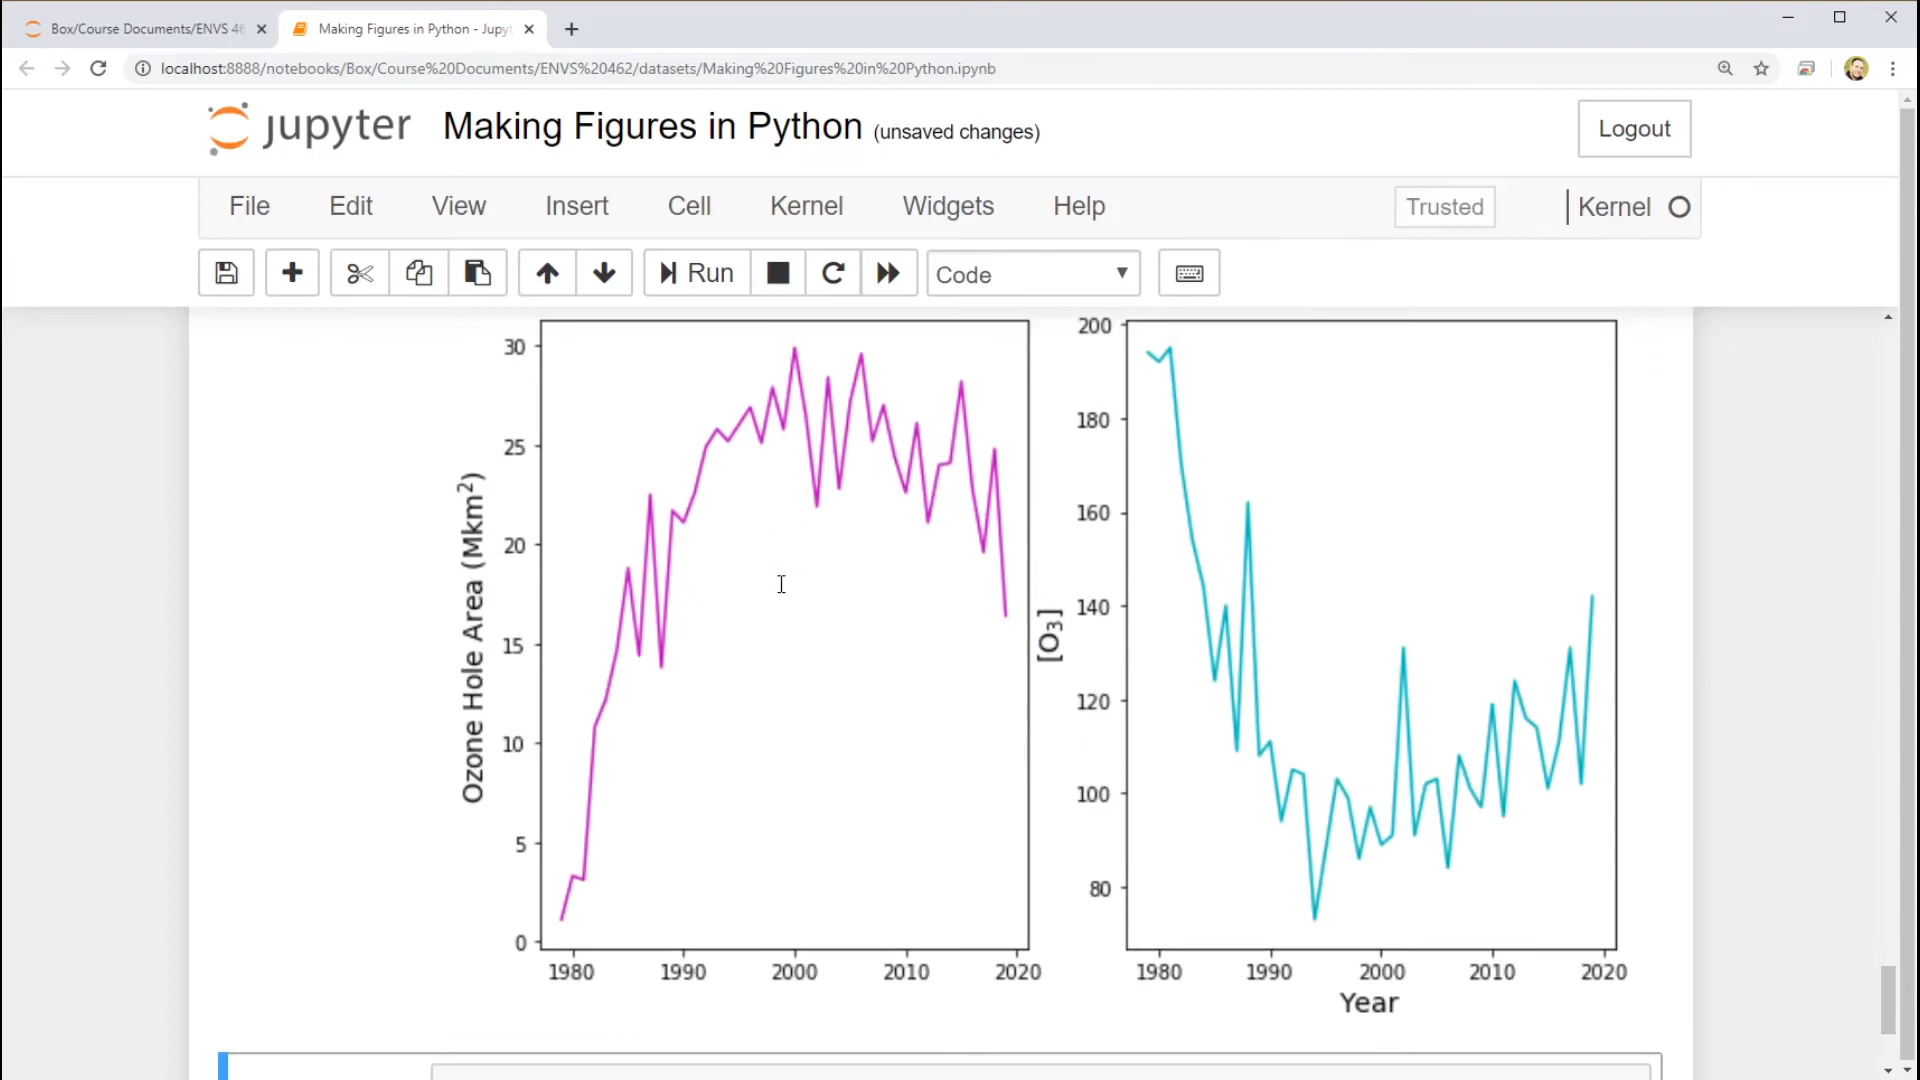 Box/Course Documents/ENVS 46
Making Figures in Python - Jupyt
localhost:8888/notebooks/Box/Course%20Documents/ENVS%20462/datasets/Making%20Figures%20in%20Python.ipynb
jupyter Making Figures in Python (unsaved changes)
Logout
File Edit View Insert Cell Kernel Widgets Help Trusted Kernel
Run Code
Ozone Hole Area (Mkm²)
30
25
20
15
10
5
0
1980 1990 2000 2010 2020
[O₃]
200
180
160
140
120
100
80
1980 1990 2000 2010 2020
Year